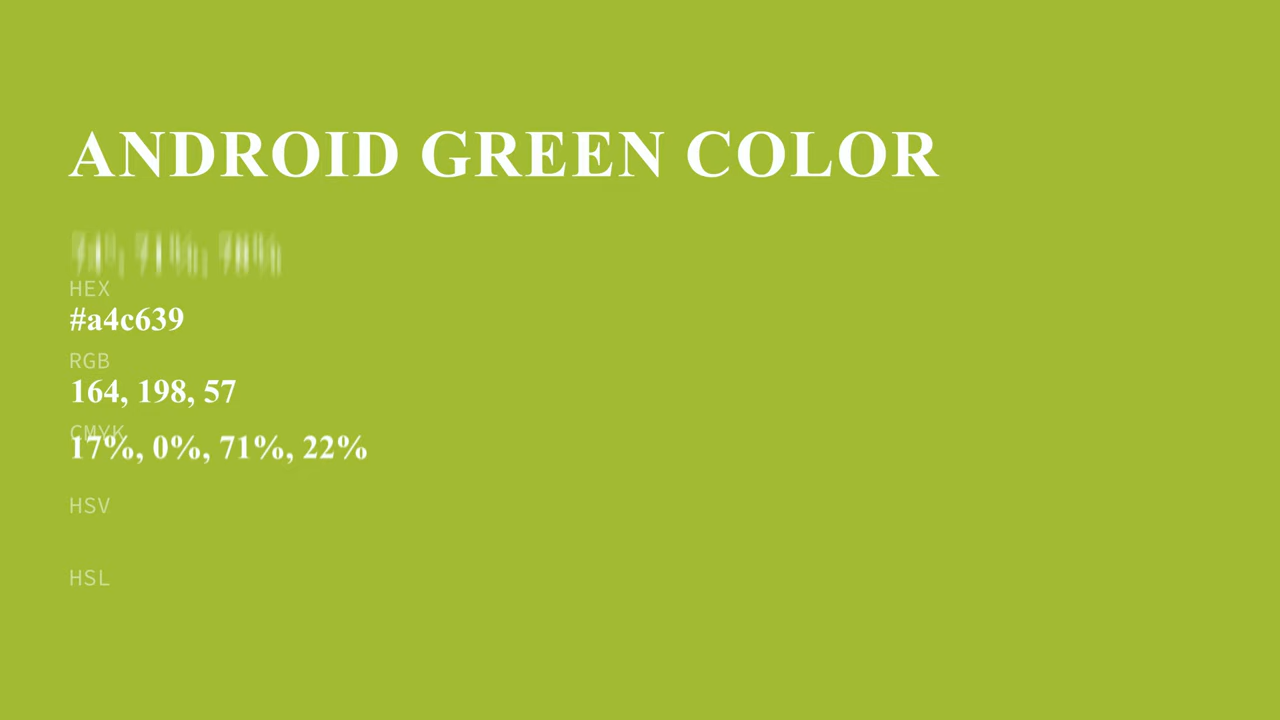 ANDROID GREEN COLOR
HEX
#a4c639
RGB
164, 198, 57
CMYK
17%, 0%, 71%, 22%
HSV
HSL